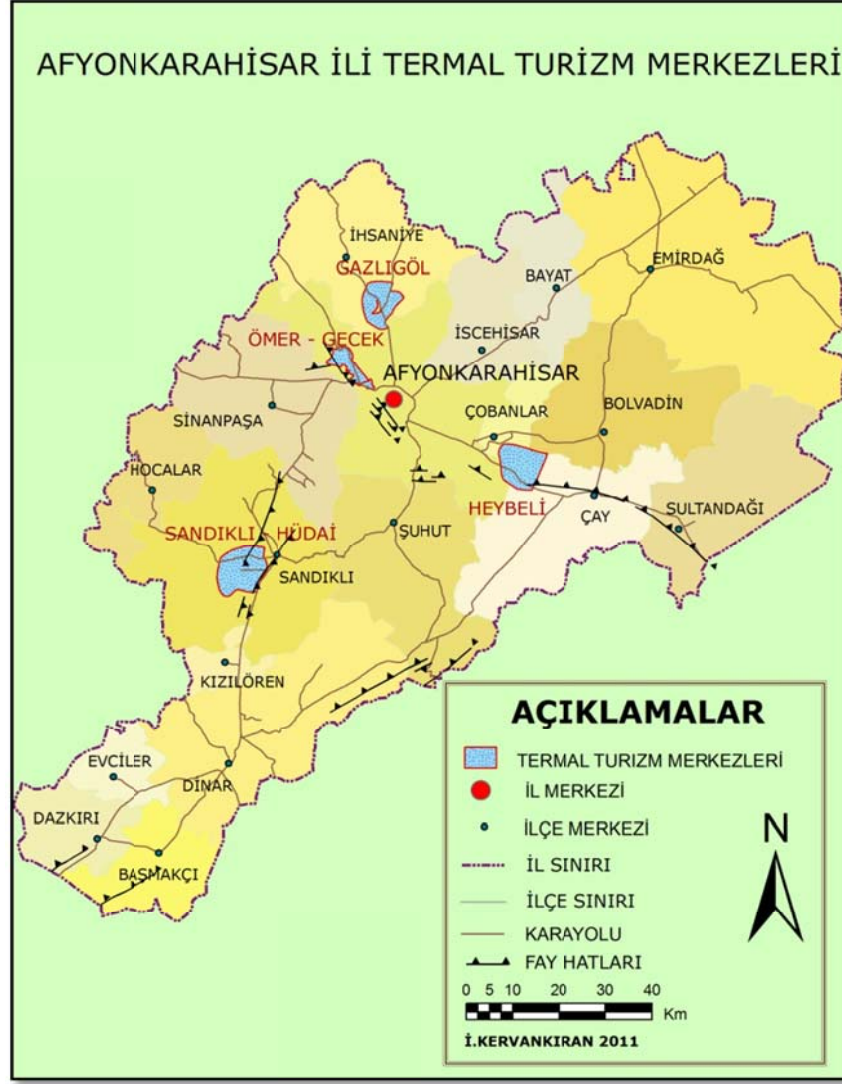 AFYONKARAHİSAR İLİ TERMAL TURİZM MERKEZLERİ
İHSANİYE
GAZLIGÖL
EMİRDAĞ
BAYAT
ÖMER - GECEK
İSCEHİSAR
AFYONKARAHİSAR
SİNANPAŞA
ÇOBANLAR
BOLVADİN
HOCALAR
HEYBELİ
ÇAY
SULTANDAĞI
SANDIKLI - HÜDAİ
ŞUHUT
SANDIKLI
KIZILÖREN
EVCİLER
DİNAR
DAZKIRI
BAŞMAKÇI
AÇIKLAMALAR
TERMAL TURİZM MERKEZLERİ
İL MERKEZİ
İLÇE MERKEZİ
İL SINIRI
İLÇE SINIRI
KARAYOLU
FAY HATLARI
N
0 5 10 20 30 40
Km
İ.KERVANKIRAN 2011